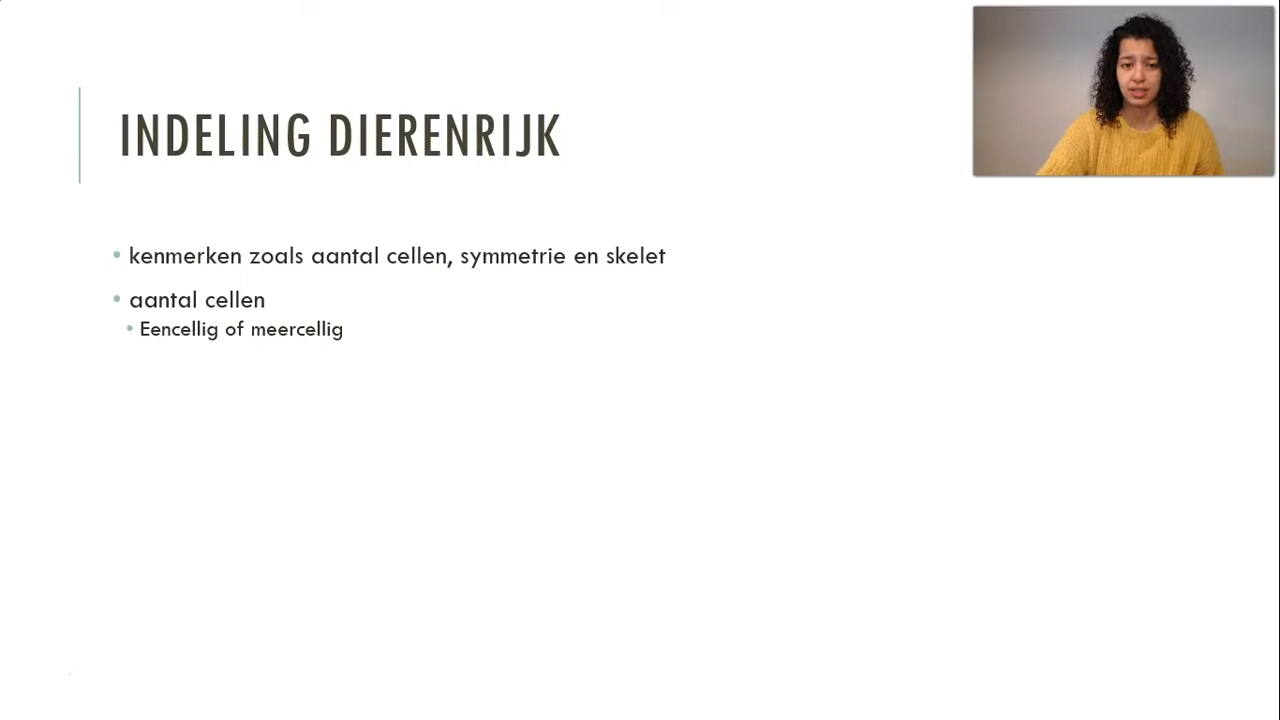 INDELING DIERENRIJK
• kenmerken zoals aantal cellen, symmetrie en skelet
• aantal cellen
• Eencellig of meercellig